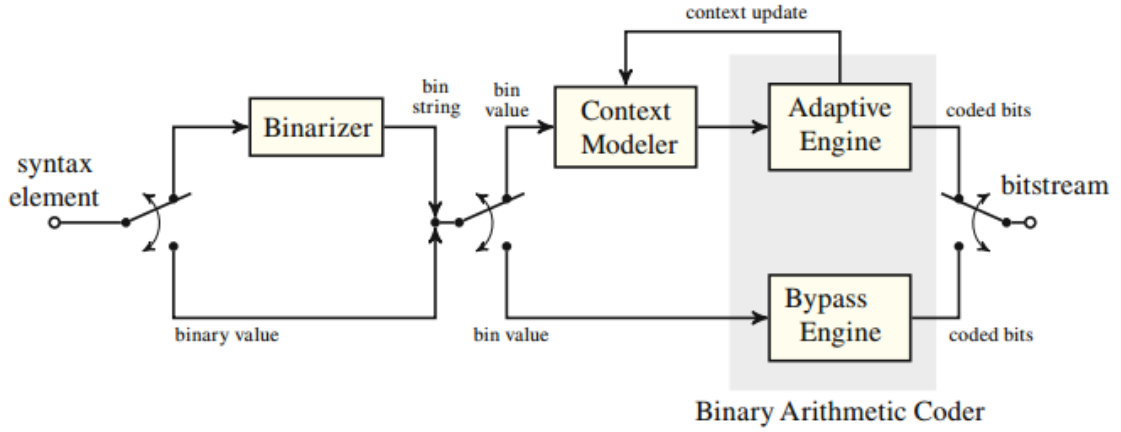 context update
bin
string
bin
value
Binarizer
Context
Modeler
Adaptive
Engine
coded bits
syntax
element
bitstream
binary value
bin value
Bypass
Engine
coded bits
Binary Arithmetic Coder